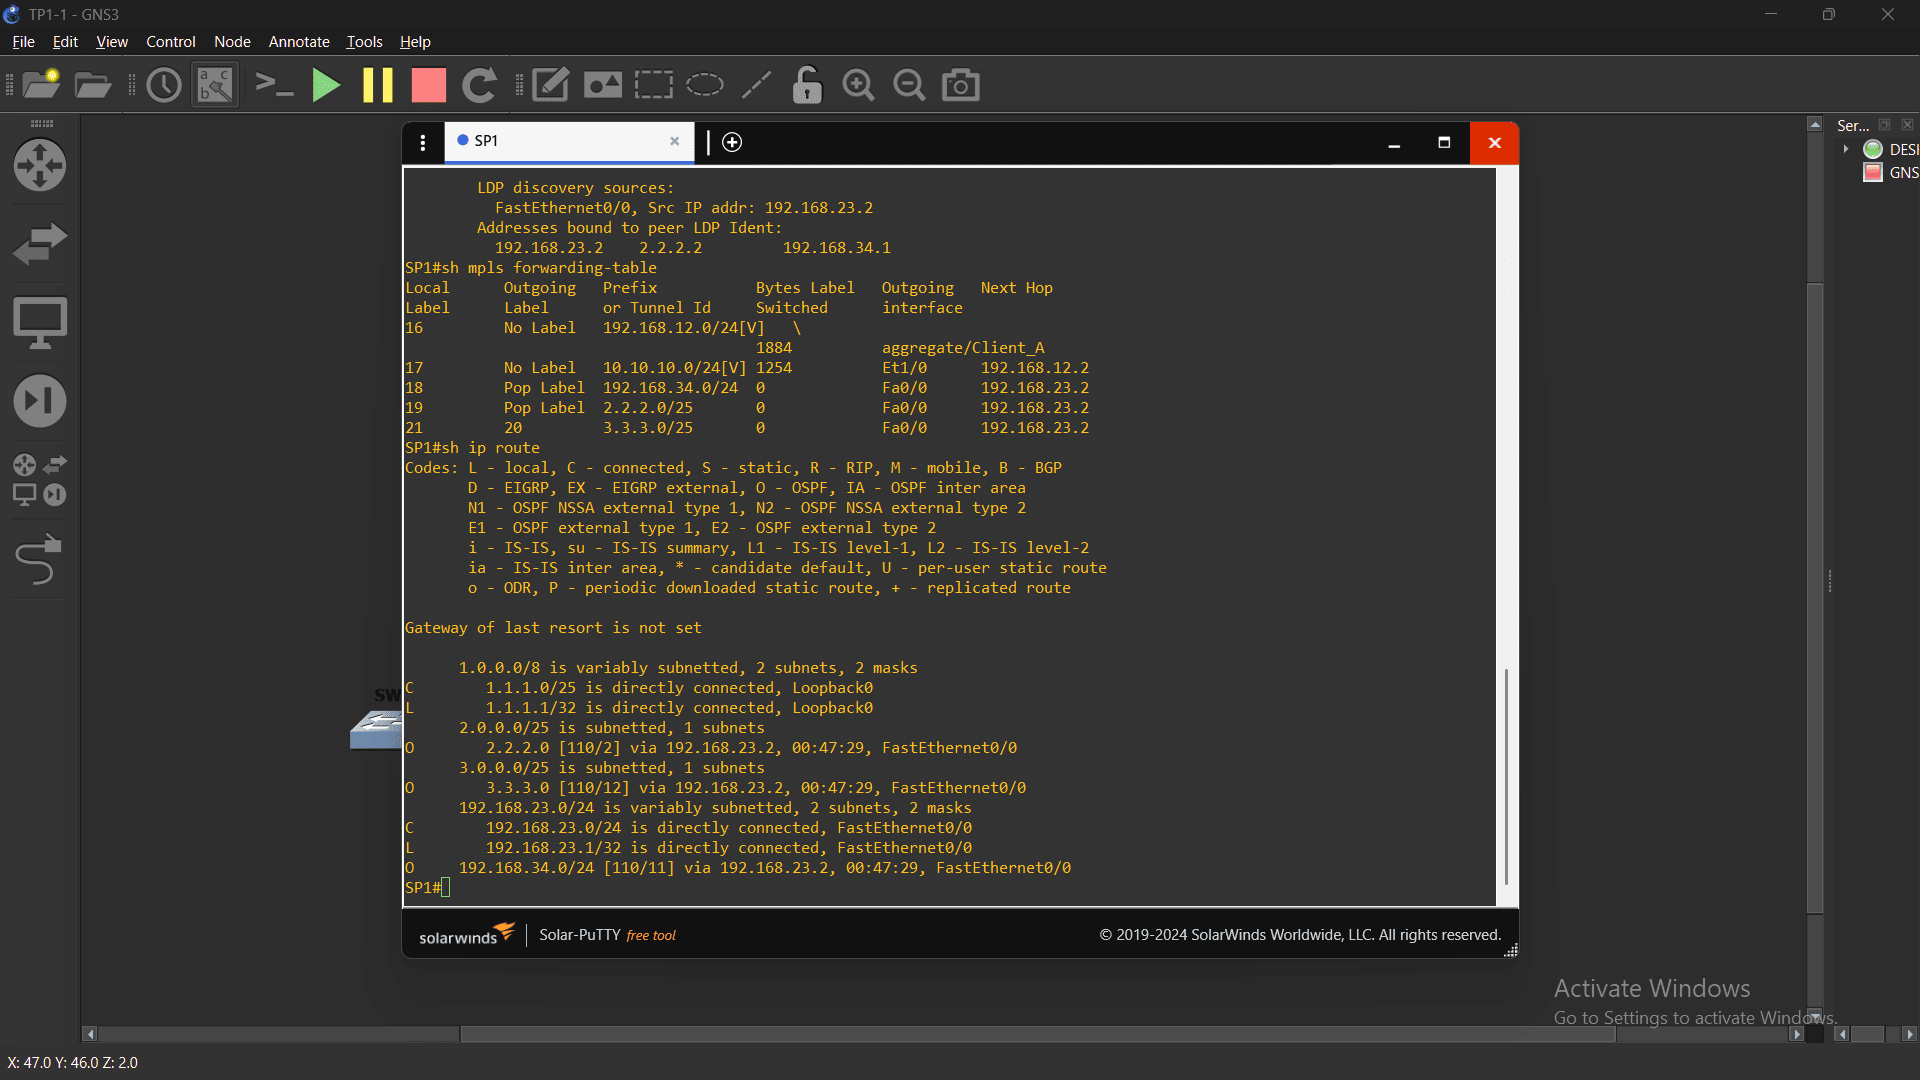 TP1-1 - GNS3
File Edit View Control Node Annotate Tools Help
SP1
Ser...
DESI
GNS
LDP discovery sources:
FastEthernet0/0, Src IP addr: 192.168.23.2
Addresses bound to peer LDP Ident:
192.168.23.2 2.2.2.2 192.168.34.1
SP1#sh mpls forwarding-table
Local Outgoing Prefix Bytes Label Outgoing Next Hop
Label Label or Tunnel Id Switched interface
16 No Label 192.168.12.0/24[V] \
1884 aggregate/Client_A
17 No Label 10.10.10.0/24[V] 1254 Et1/0 192.168.12.2
18 Pop Label 192.168.34.0/24 0 Fa0/0 192.168.23.2
19 Pop Label 2.2.2.0/25 0 Fa0/0 192.168.23.2
21 20 3.3.3.0/25 0 Fa0/0 192.168.23.2
SP1#sh ip route
Codes: L - local, C - connected, S - static, R - RIP, M - mobile, B - BGP
D - EIGRP, EX - EIGRP external, O - OSPF, IA - OSPF inter area
N1 - OSPF NSSA external type 1, N2 - OSPF NSSA external type 2
E1 - OSPF external type 1, E2 - OSPF external type 2
i - IS-IS, su - IS-IS summary, L1 - IS-IS level-1, L2 - IS-IS level-2
ia - IS-IS inter area, * - candidate default, U - per-user static route
o - ODR, P - periodic downloaded static route, + - replicated route
Gateway of last resort is not set
1.0.0.0/8 is variably subnetted, 2 subnets, 2 masks
C 1.1.1.0/25 is directly connected, Loopback0
L 1.1.1.1/32 is directly connected, Loopback0
2.0.0.0/25 is subnetted, 1 subnets
O 2.2.2.0 [110/2] via 192.168.23.2, 00:47:29, FastEthernet0/0
3.0.0.0/25 is subnetted, 1 subnets
O 3.3.3.0 [110/12] via 192.168.23.2, 00:47:29, FastEthernet0/0
192.168.23.0/24 is variably subnetted, 2 subnets, 2 masks
C 192.168.23.0/24 is directly connected, FastEthernet0/0
L 192.168.23.1/32 is directly connected, FastEthernet0/0
O 192.168.34.0/24 [110/11] via 192.168.23.2, 00:47:29, FastEthernet0/0
SP1#
SW
solarwinds Solar-PuTTY free tool © 2019-2024 SolarWinds Worldwide, LLC. All rights reserved.
Activate Windows
Go to Settings to activate Windows.
X: 47.0 Y: 46.0 Z: 2.0